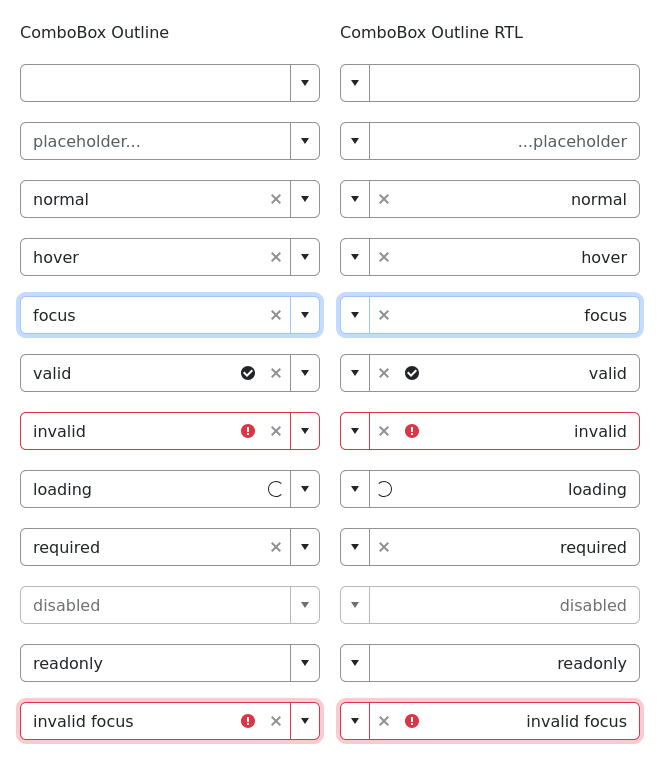 ComboBox Outline
ComboBox Outline RTL
placeholder...
...placeholder
normal
normal
hover
hover
focus
focus
valid
valid
invalid
invalid
loading
loading
required
required
disabled
disabled
readonly
readonly
invalid focus
invalid focus